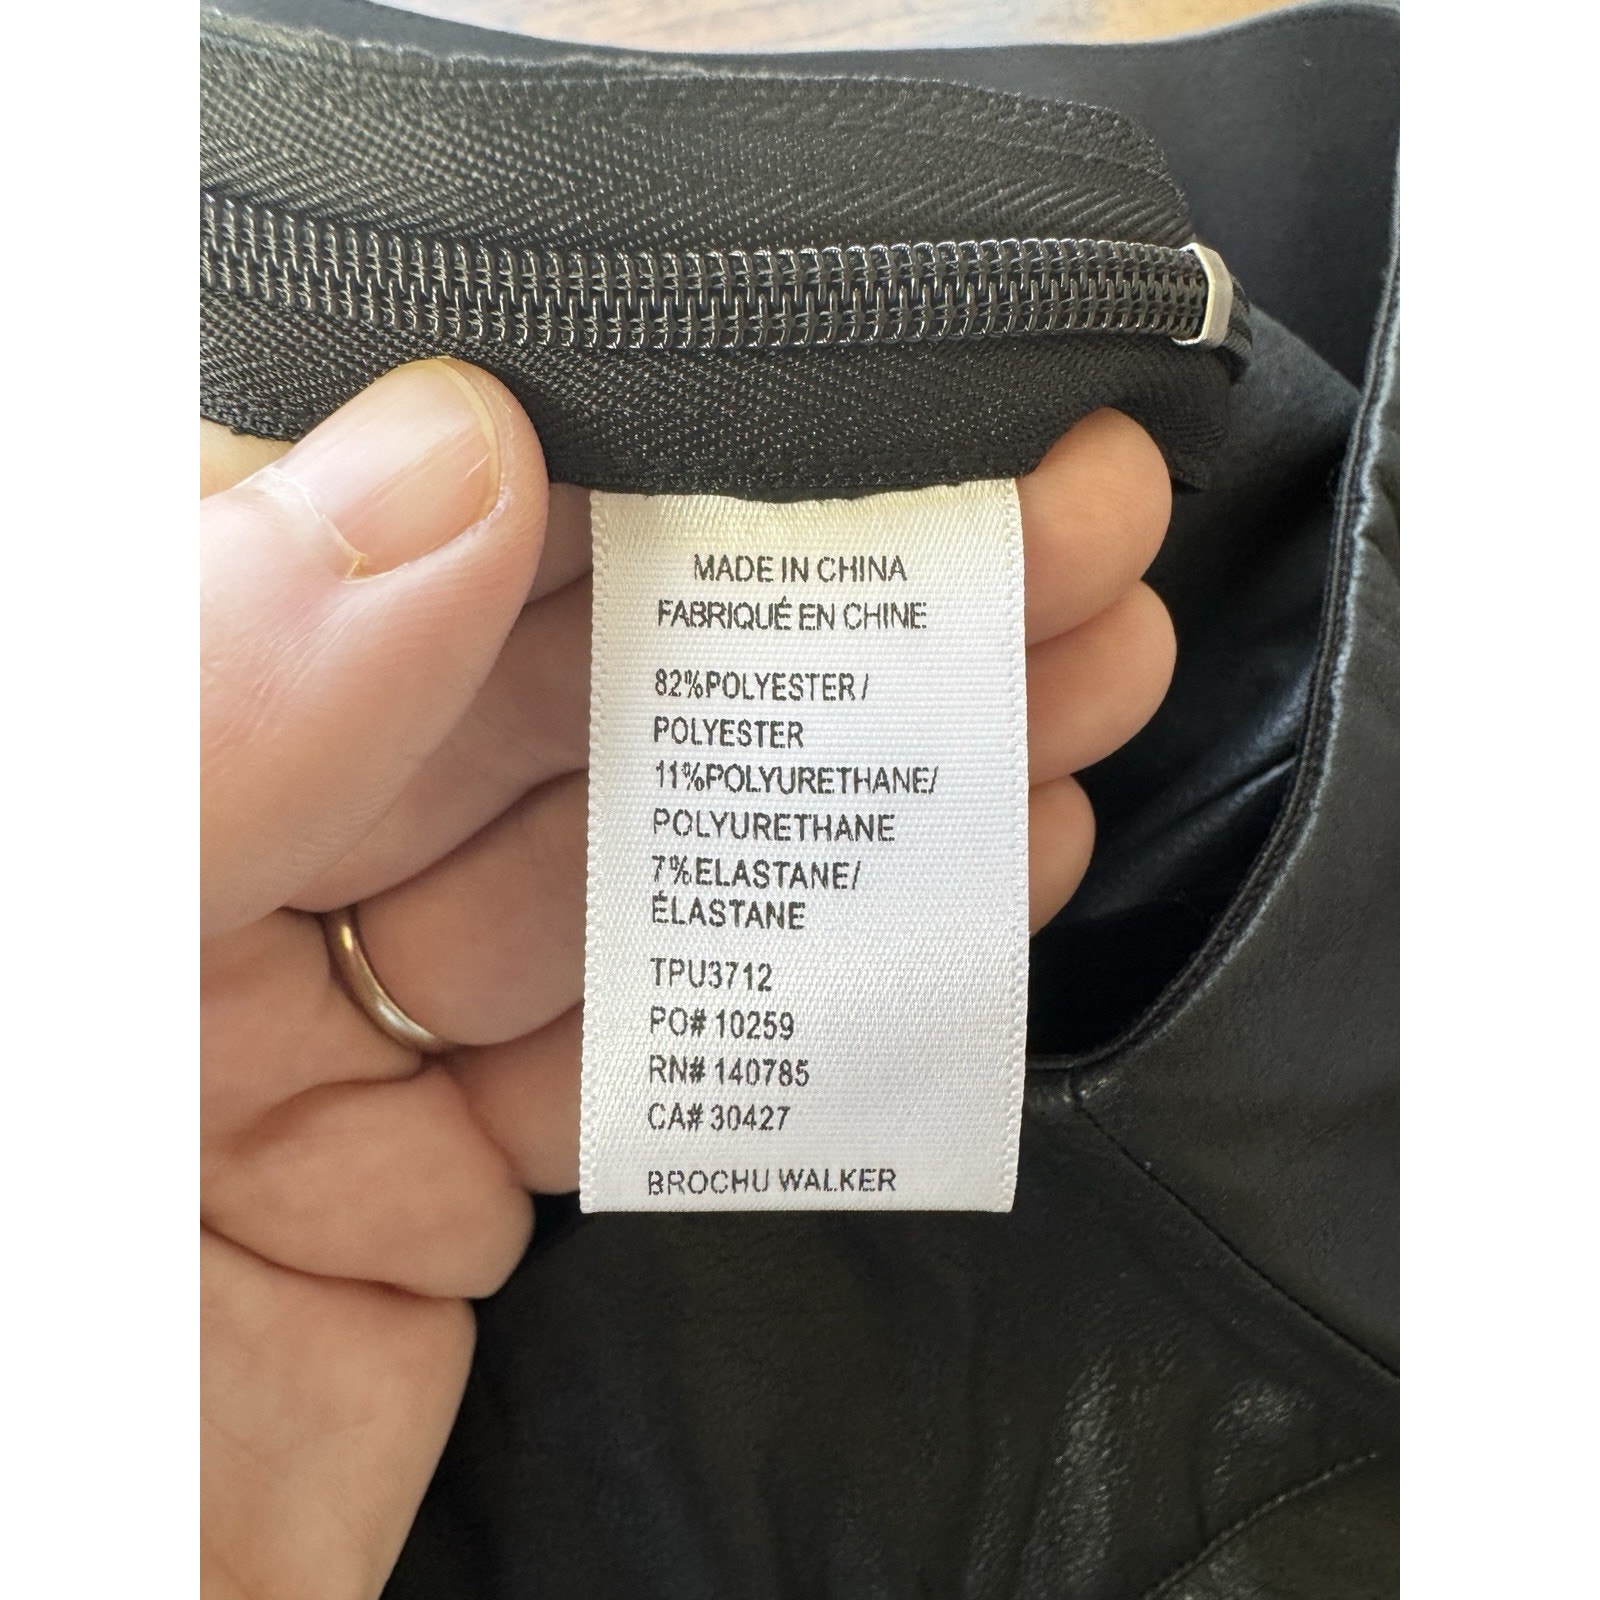 MADE IN CHINA
FABRIQUÉ EN CHINE
82%POLYESTER/
POLYESTER
11%POLYURETHANE/
POLYURETHANE
7%ELASTANE/
ÉLASTANE
TPU3712
PO# 10259
RN# 140785
CA# 30427
BROCHU WALKER